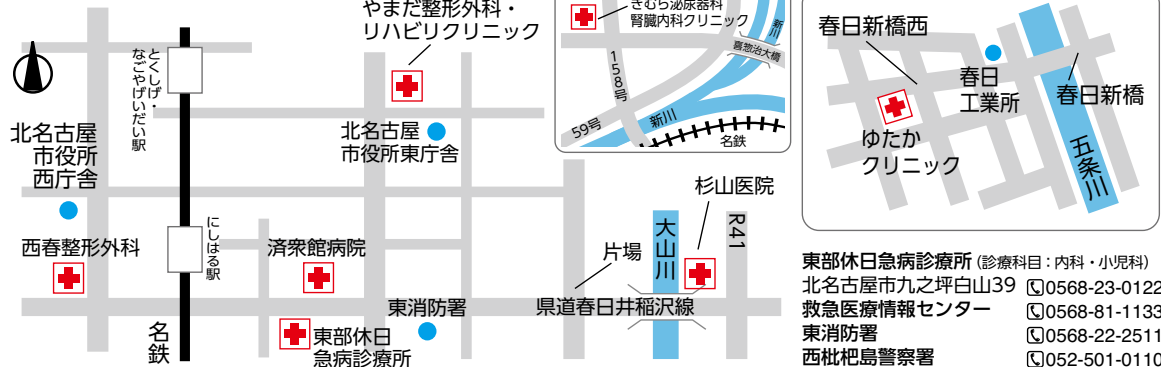 やまだ整形外科・
リハビリクリニック
とくしげ・
なごやげいだい駅
北名古屋
市役所
西庁舎
北名古屋
市役所東庁舎
西春整形外科
にしはる駅
済衆館病院
名鉄
東部休日
急病診療所
東消防署
片場
県道春日井稲沢線
大山川
杉山医院
R41
きむら泌尿器科
腎臓内科クリニック
新川
喜惣治大橋
158号
59号
新川
名鉄
春日新橋西
春日
工業所
春日新橋
ゆたか
クリニック
五条川
東部休日急病診療所(診療科目:内科・小児科)
北名古屋市九之坪白山39 0568-23-0122
救急医療情報センター 0568-81-1133
東消防署 0568-22-2511
西枇杷島警察署 052-501-0110